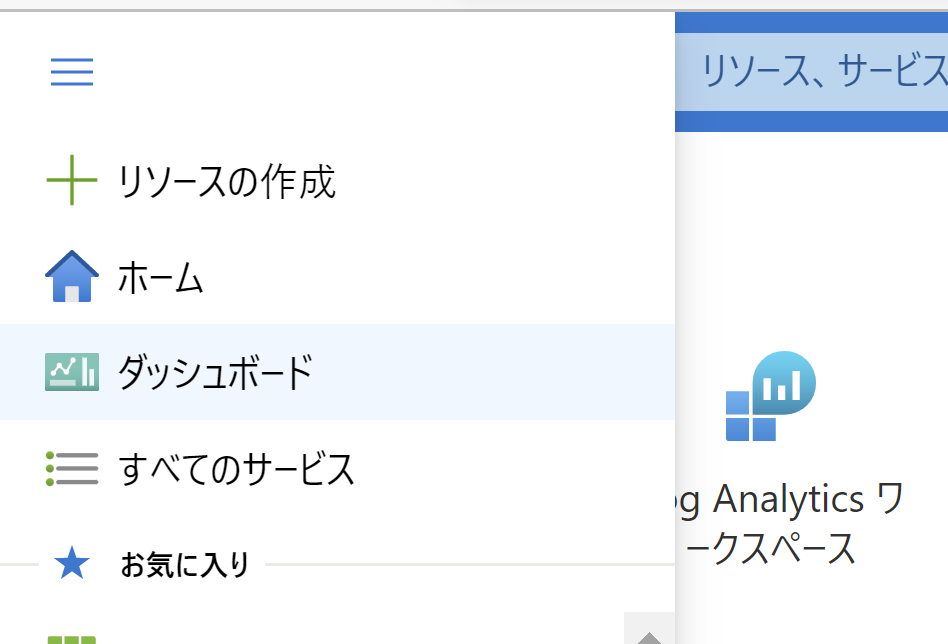 リソース、サービス
リソースの作成
ホーム
ダッシュボード
すべてのサービス
お気に入り
og Analytics ワ
ークスペース